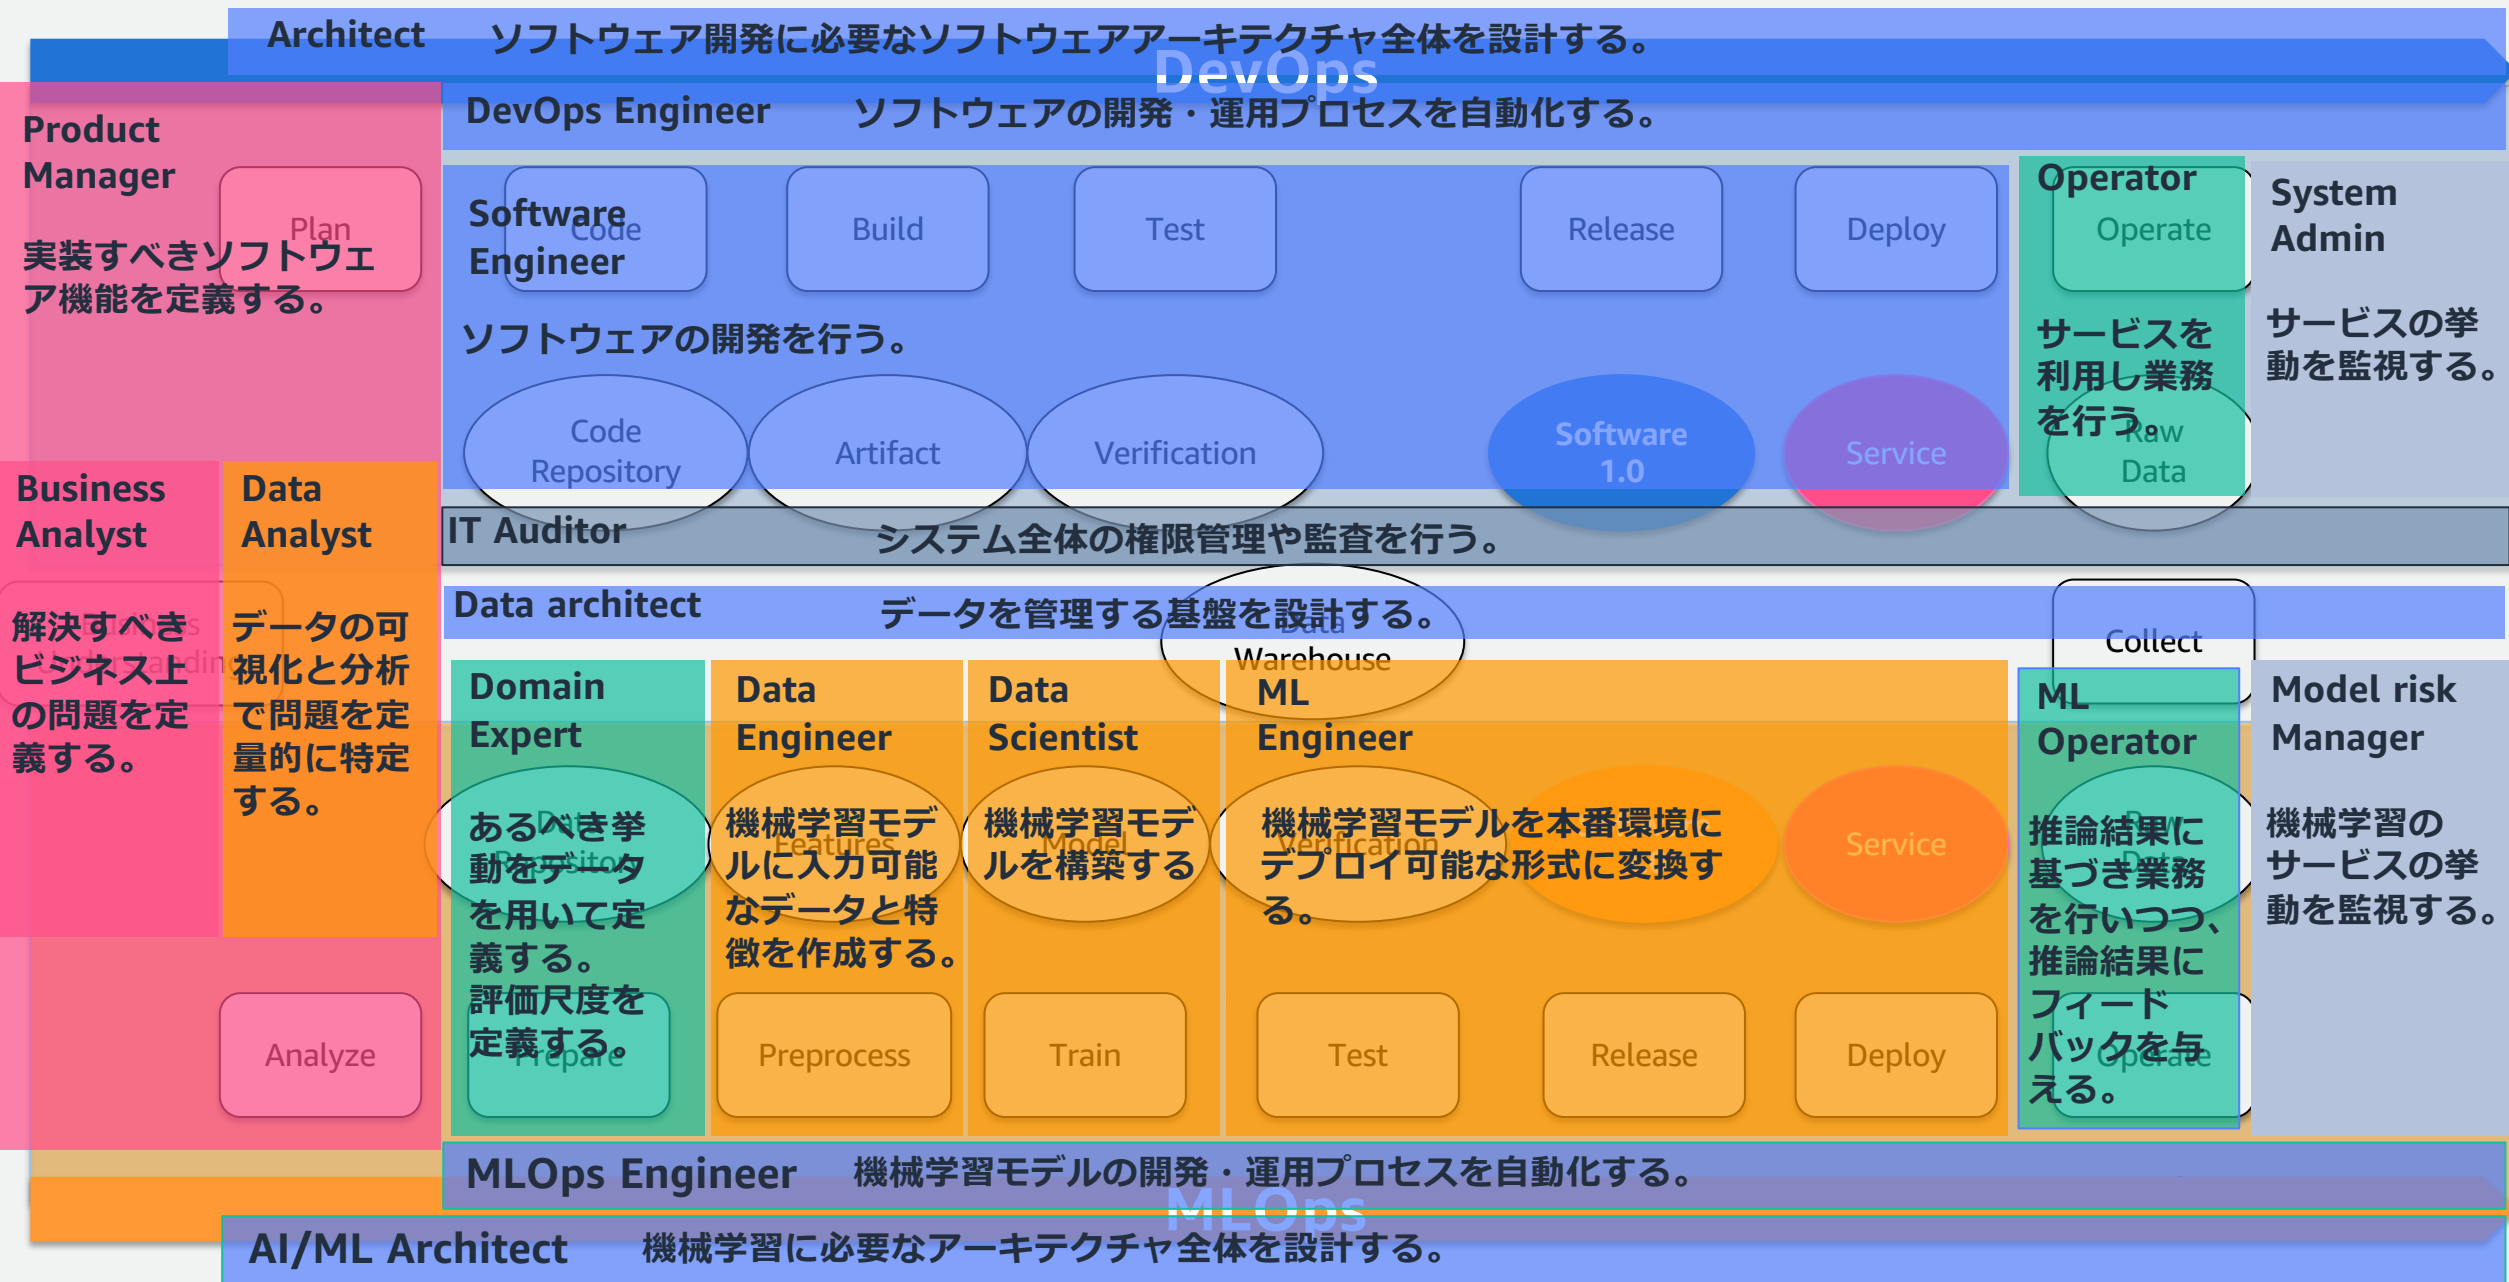 Architect
ソフトウェア開発に必要なソフトウェアアーキテクチャ全体を設計する。
DevOps
DevOps Engineer
ソフトウェアの開発・運用プロセスを自動化する。
Product
Manager
Plan
実装すべきソフトウエ
ア機能を定義する。
Software
Engineer
Code
Build
Test
Release
Deploy
ソフトウェアの開発を行う。
Code
Repository
Artifact
Verification
Software
1.0
Service
Operator
Operate
サービスを
利用し業務
を行う。
Raw
Data
System
Admin
サービスの挙
動を監視する。
Business
Analyst
Data
Analyst
IT Auditor
システム全体の権限管理や監査を行う。
Business
Understanding
解決すべき
ビジネス上
の問題を定
義する。
データの可
視化と分析
で問題を定
量的に特定
する。
Data architect
データを管理する基盤を設計する。
Data
Warehouse
Collect
Domain
Expert
Data
Repository
あるべき挙
動をデータ
を用いて定
義する。
評価尺度を
定義する。
Data
Engineer
Features
機械学習モデ
ルに入力可能
なデータと特
徴を作成する。
Data
Scientist
Model
機械学習モデ
ルを構築する
ML
Engineer
Verification
機械学習モデルを本番環境に
デプロイ可能な形式に変換す
る。
Service
ML
Operator
Raw
Data
推論結果に
基づき業務
を行いつつ、
推論結果に
フィード
バックを与
える。
Model risk
Manager
機械学習の
サービスの挙
動を監視する。
Analyze
Prepare
Preprocess
Train
Test
Release
Deploy
Operate
MLOps Engineer
機械学習モデルの開発・運用プロセスを自動化する。
MLOps
AI/ML Architect
機械学習に必要なアーキテクチャ全体を設計する。